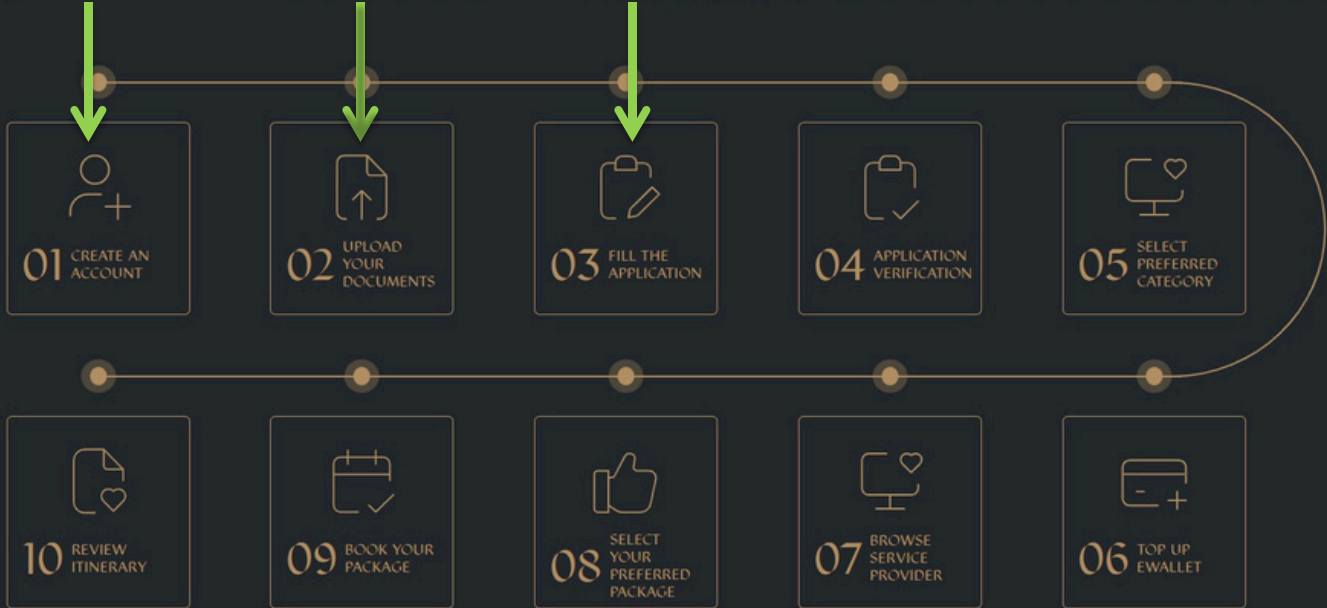 01 CREATE AN
ACCOUNT
02 UPLOAD
YOUR
DOCUMENTS
03 FILL THE
APPLICATION
04 APPLICATION
VERIFICATION
05 SELECT
PREFERRED
CATEGORY
10 REVIEW
ITINERARY
09 BOOK YOUR
PACKAGE
08 SELECT
YOUR
PREFERRED
PACKAGE
07 BROWSE
SERVICE
PROVIDER
06 TOP UP
EWALLET